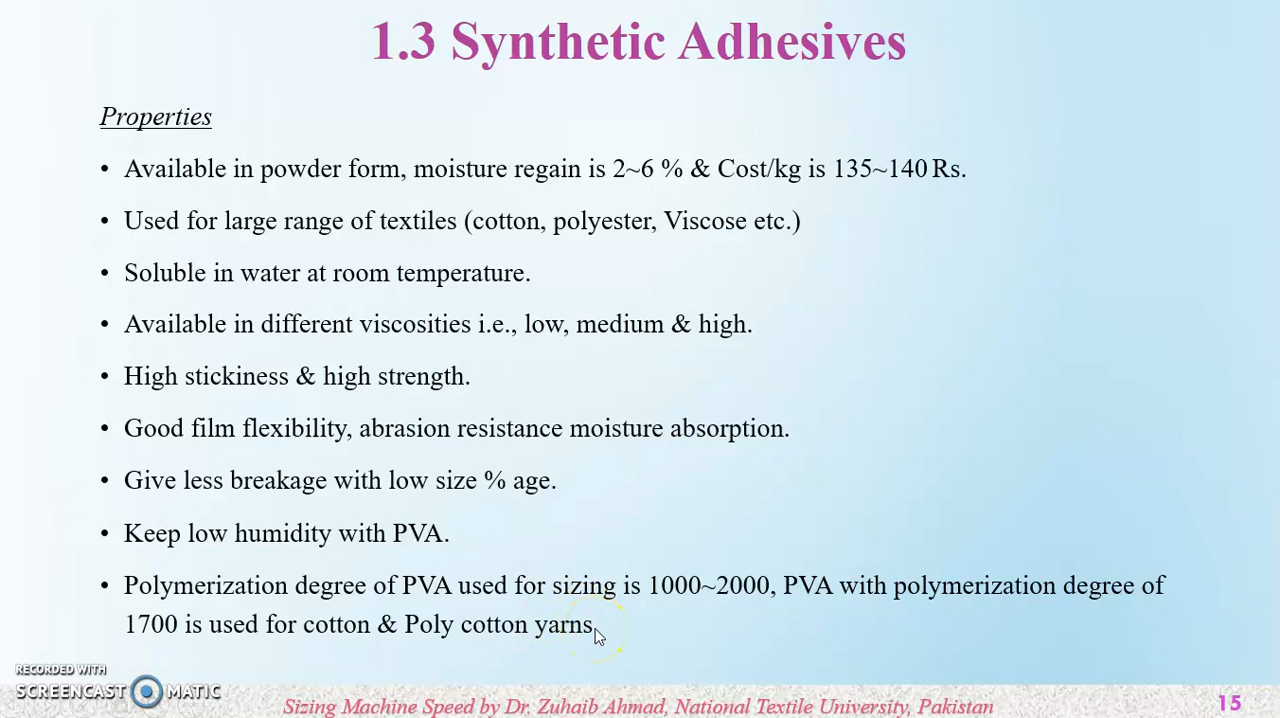 1.3 Synthetic Adhesives
Properties
• Available in powder form, moisture regain is 2~6 % & Cost/kg is 135~140 Rs.
• Used for large range of textiles (cotton, polyester, Viscose etc.)
• Soluble in water at room temperature.
• Available in different viscosities i.e., low, medium & high.
• High stickiness & high strength.
• Good film flexibility, abrasion resistance moisture absorption.
• Give less breakage with low size % age.
• Keep low humidity with PVA.
• Polymerization degree of PVA used for sizing is 1000~2000, PVA with polymerization degree of
1700 is used for cotton & Poly cotton yarns.
RECORDED WITH
SCREENCAST MATIC
Sizing Machine Speed by Dr. Zuhaib Ahmad, National Textile University, Pakistan
15